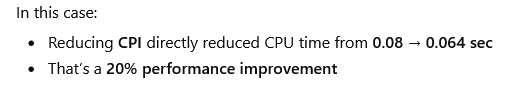 In this case:
• Reducing CPI directly reduced CPU time from 0.08 → 0.064 sec
• That's a 20% performance improvement